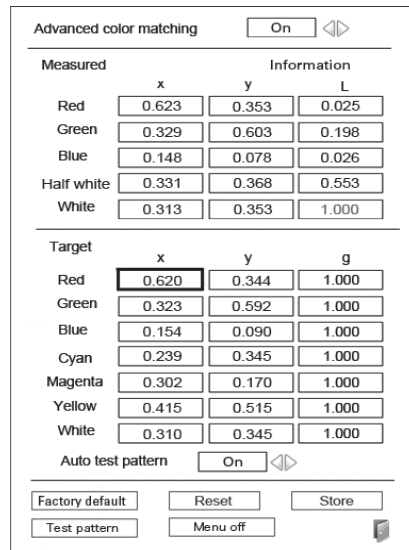 Advanced color matching On
Measured Information
x y L
Red 0.623 0.353 0.025
Green 0.329 0.603 0.198
Blue 0.148 0.078 0.026
Half white 0.331 0.368 0.553
White 0.313 0.353 1.000
Target
x y g
Red 0.620 0.344 1.000
Green 0.323 0.592 1.000
Blue 0.154 0.090 1.000
Cyan 0.239 0.345 1.000
Magenta 0.302 0.170 1.000
Yellow 0.415 0.515 1.000
White 0.310 0.345 1.000
Auto test pattern On
Factory default Reset Store
Test pattern Menu off